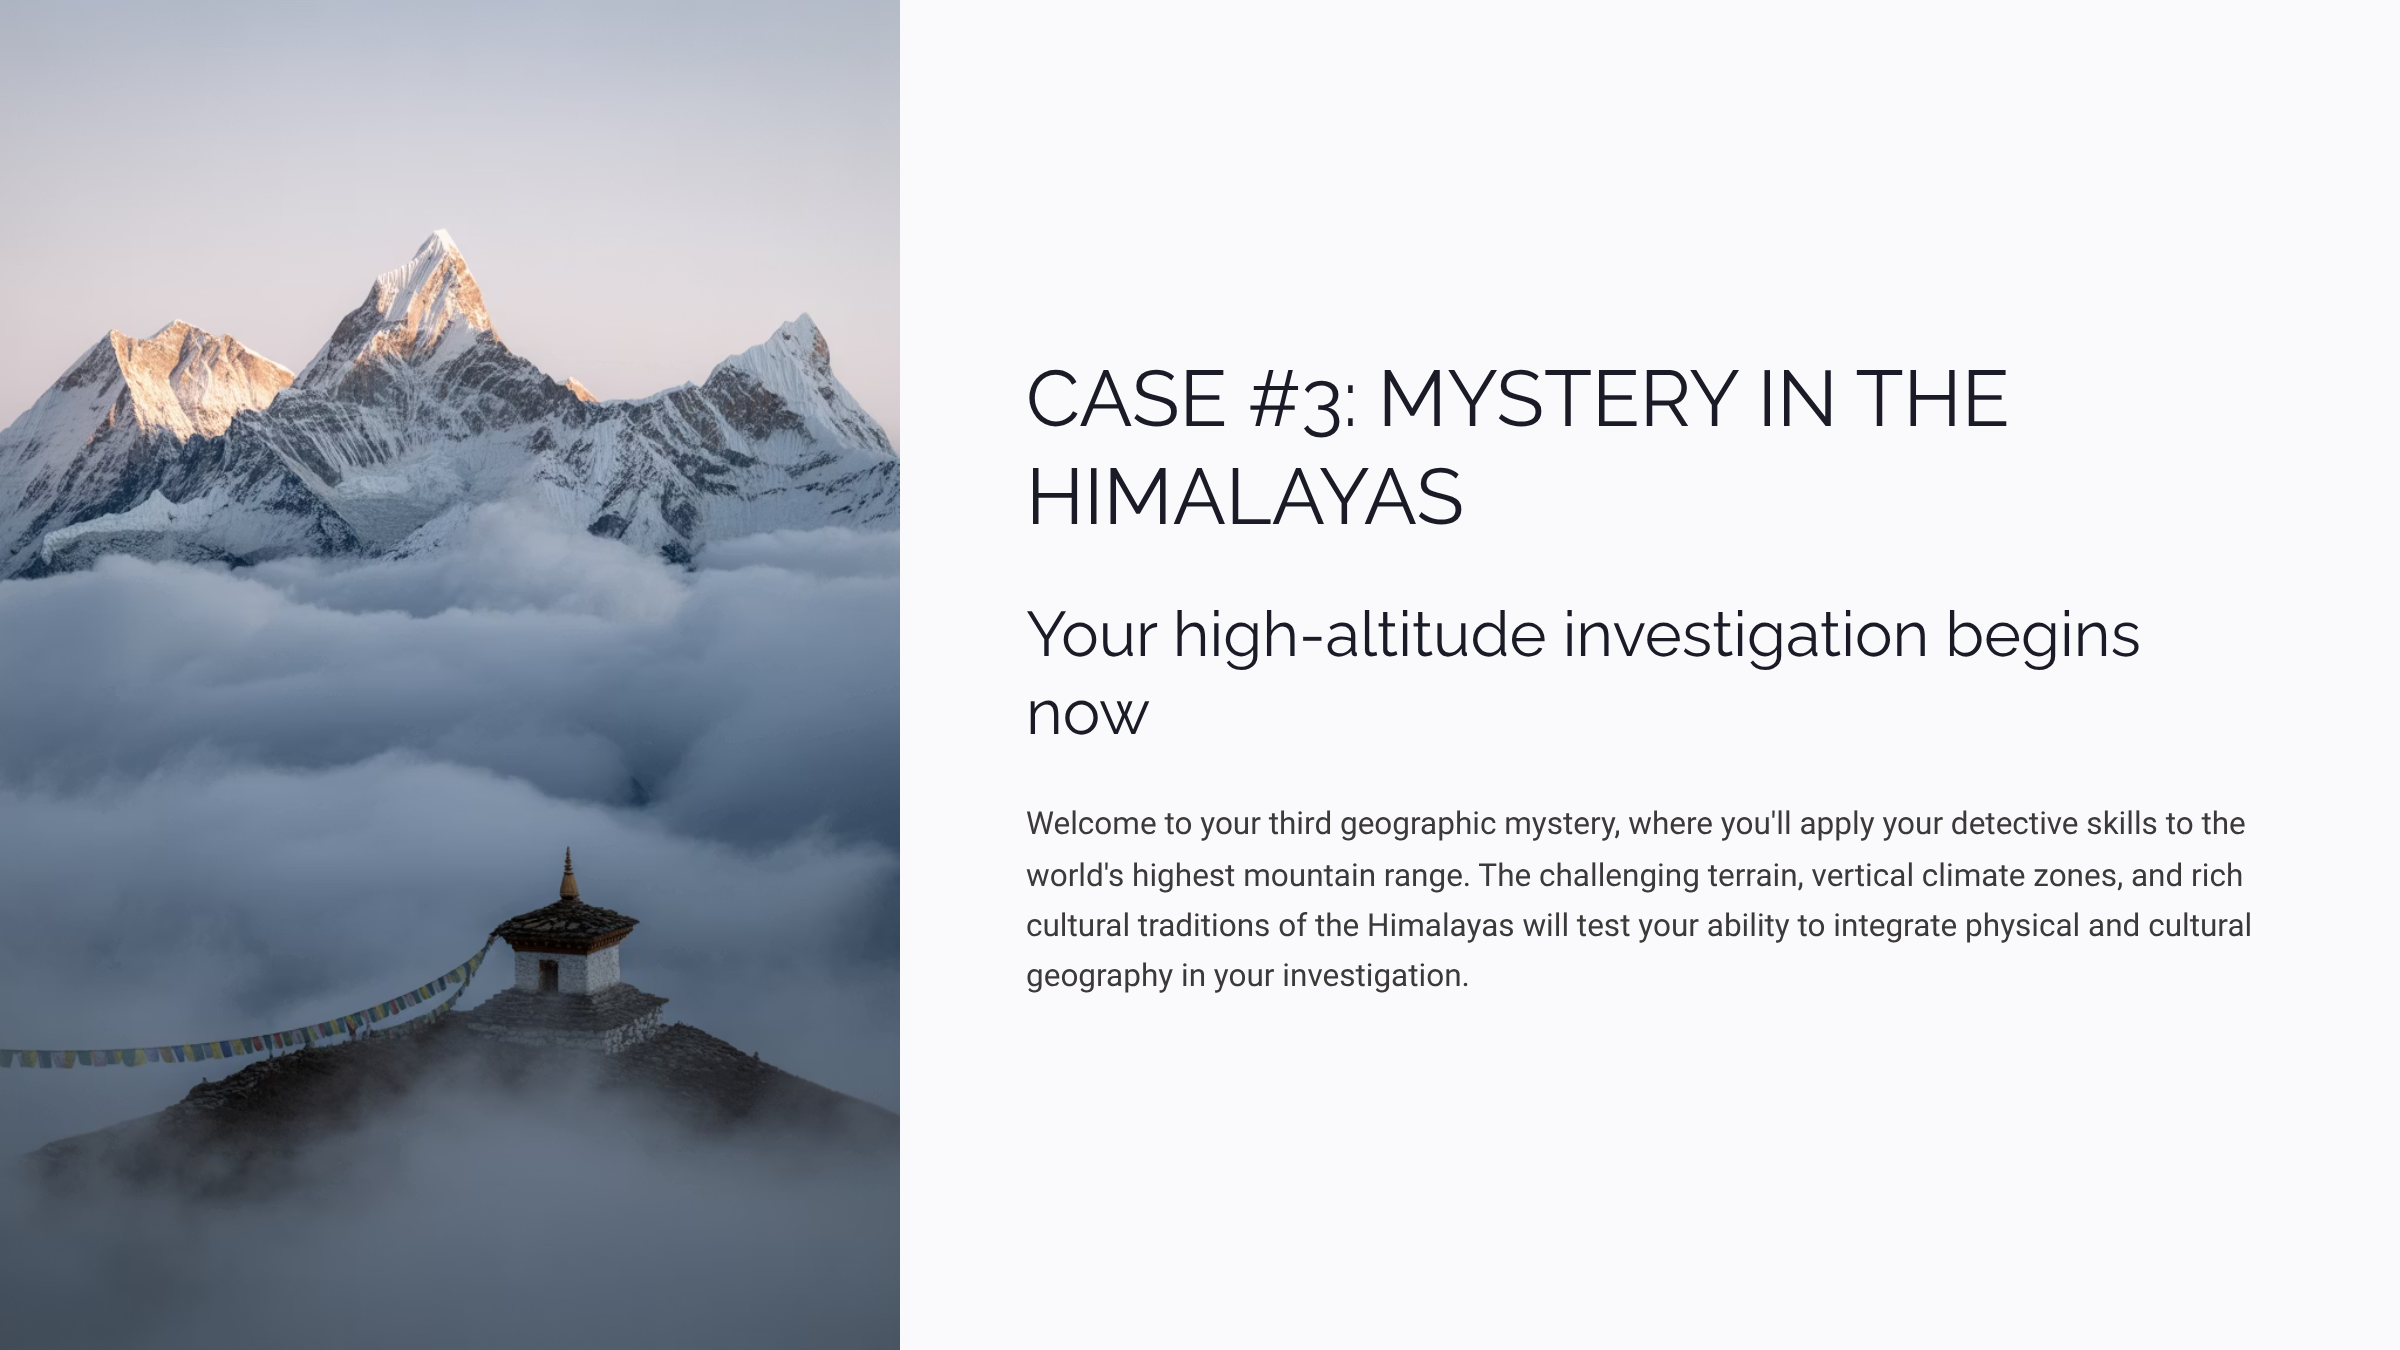 CASE #3: MYSTERY IN THE
HIMALAYAS
Your high-altitude investigation begins
now
Welcome to your third geographic mystery, where you'll apply your detective skills to the
world's highest mountain range. The challenging terrain, vertical climate zones, and rich
cultural traditions of the Himalayas will test your ability to integrate physical and cultural
geography in your investigation.